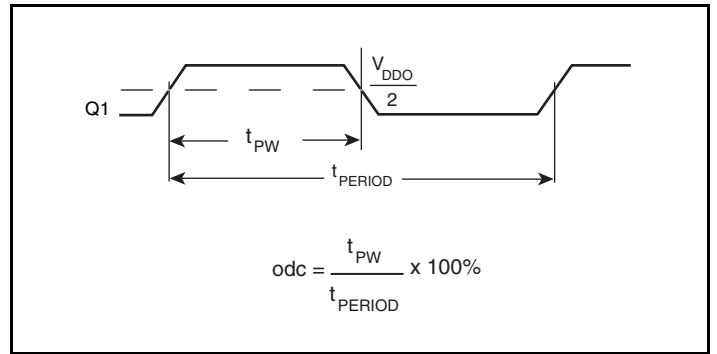 V_DDO
2
Q1
t_PW
t_PERIOD
odc = t_PW / t_PERIOD x 100%